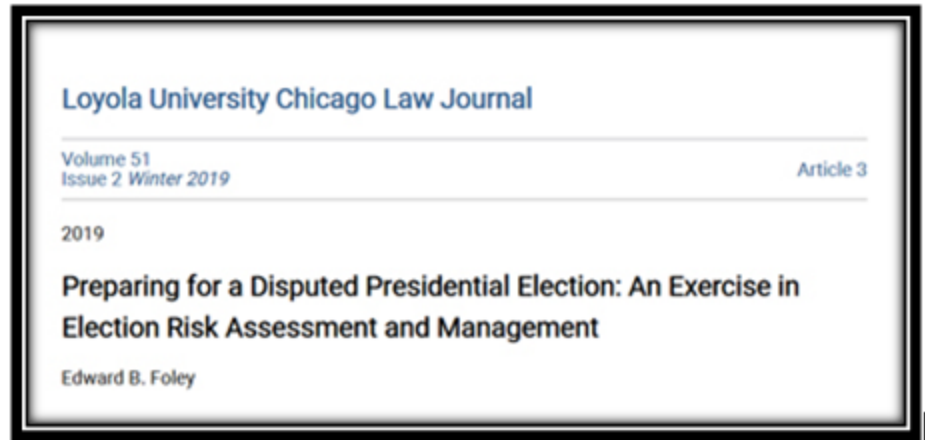 Loyola University Chicago Law Journal
Volume 51
Issue 2 Winter 2019
Article 3
2019
Preparing for a Disputed Presidential Election: An Exercise in
Election Risk Assessment and Management
Edward B. Foley